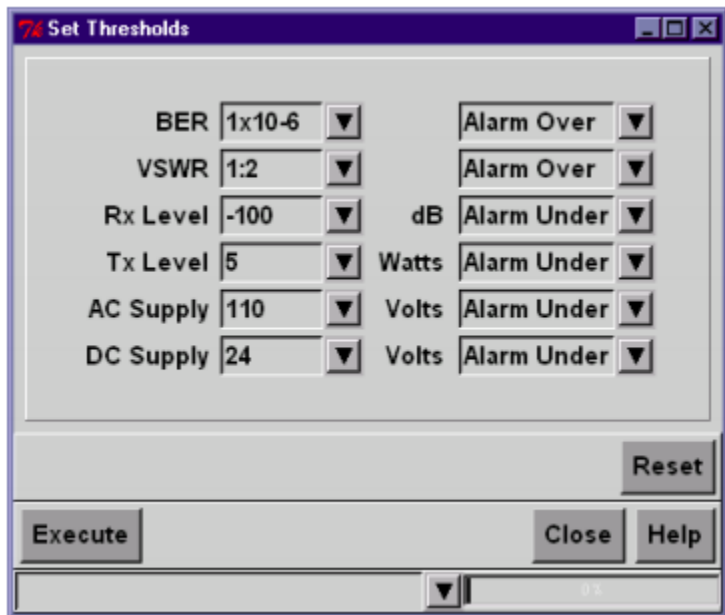 Set Thresholds
BER 1x10-6 Alarm Over
VSWR 1:2 Alarm Over
Rx Level -100 dB Alarm Under
Tx Level 5 Watts Alarm Under
AC Supply 110 Volts Alarm Under
DC Supply 24 Volts Alarm Under
Reset
Execute Close Help
0%